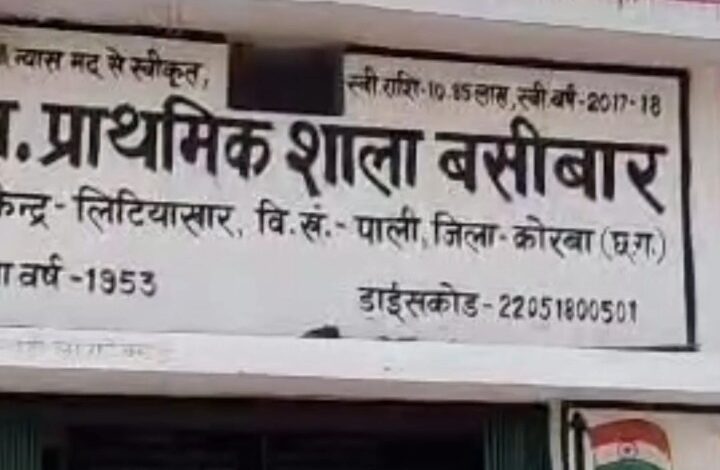 न्यास मद से स्वीकृत, स्वी राशि-10.85 लाख, स्वी.वर्ष-2017-18
. प्राथमिक शाला बसीबार
केन्द्र - लिटियासार, वि.खं.- पाली, जिला-कोरबा (छ.ग.)
वर्ष -1953 डाईसकोड-22051800501